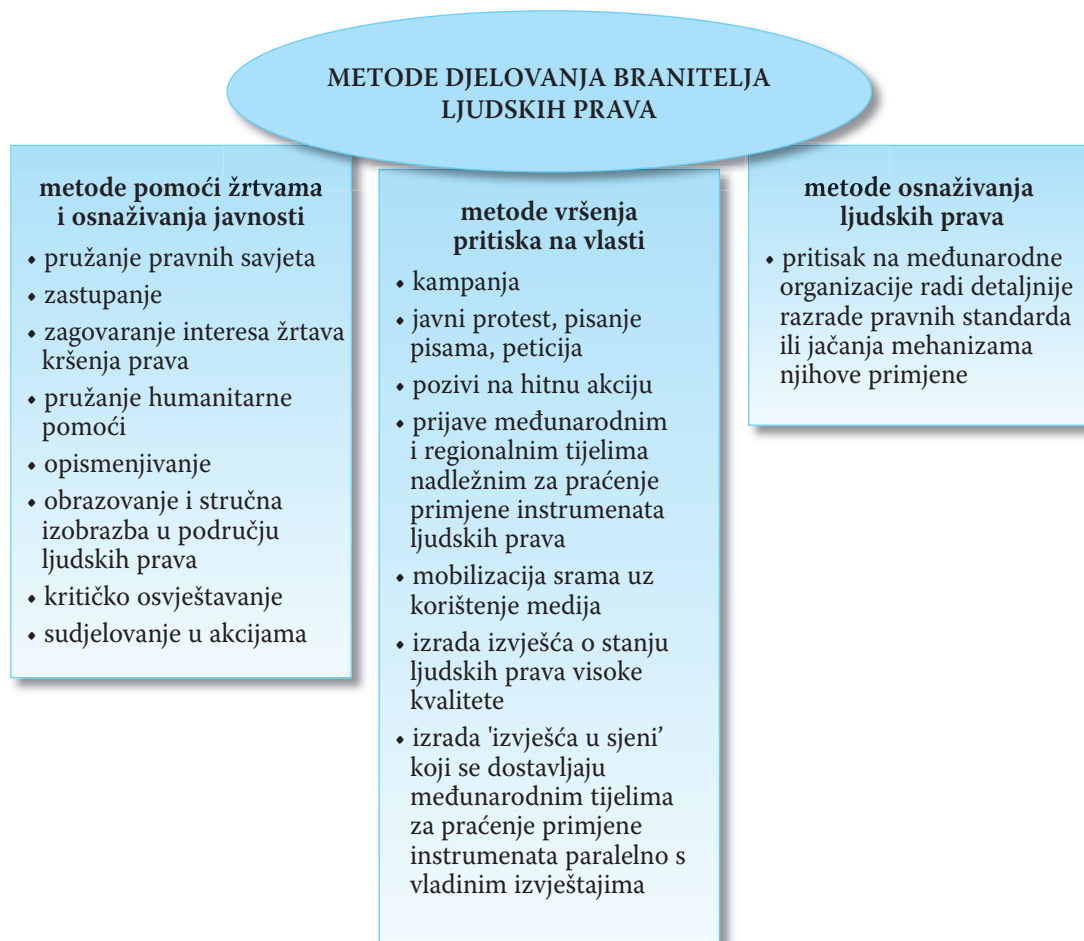 METODE DJELOVANJA BRANITELJA
LJUDSKIH PRAVA
metode pomoći žrtvama
i osnaživanja javnosti
• pružanje pravnih savjeta
• zastupanje
• zagovaranje interesa žrtava
kršenja prava
• pružanje humanitarne
pomoći
• opismenjivanje
• obrazovanje i stručna
izobrazba u području
ljudskih prava
• kritičko osvještavanje
• sudjelovanje u akcijama
metode vršenja
pritiska na vlasti
• kampanja
• javni protest, pisanje
pisama, peticija
• pozivi na hitnu akciju
• prijave međunarodnim
i regionalnim tijelima
nadležnim za praćenje
primjene instrumenata
ljudskih prava
• mobilizacija srama uz
korištenje medija
• izrada izvješća o stanju
ljudskih prava visoke
kvalitete
• izrada 'izvješća u sjeni’
koji se dostavljaju
međunarodnim tijelima
za praćenje primjene
instrumenata paralelno s
vladinim izvještajima
metode osnaživanja
ljudskih prava
• pritisak na međunarodne
organizacije radi detaljnije
razrade pravnih standarda
ili jačanja mehanizama
njihove primjene